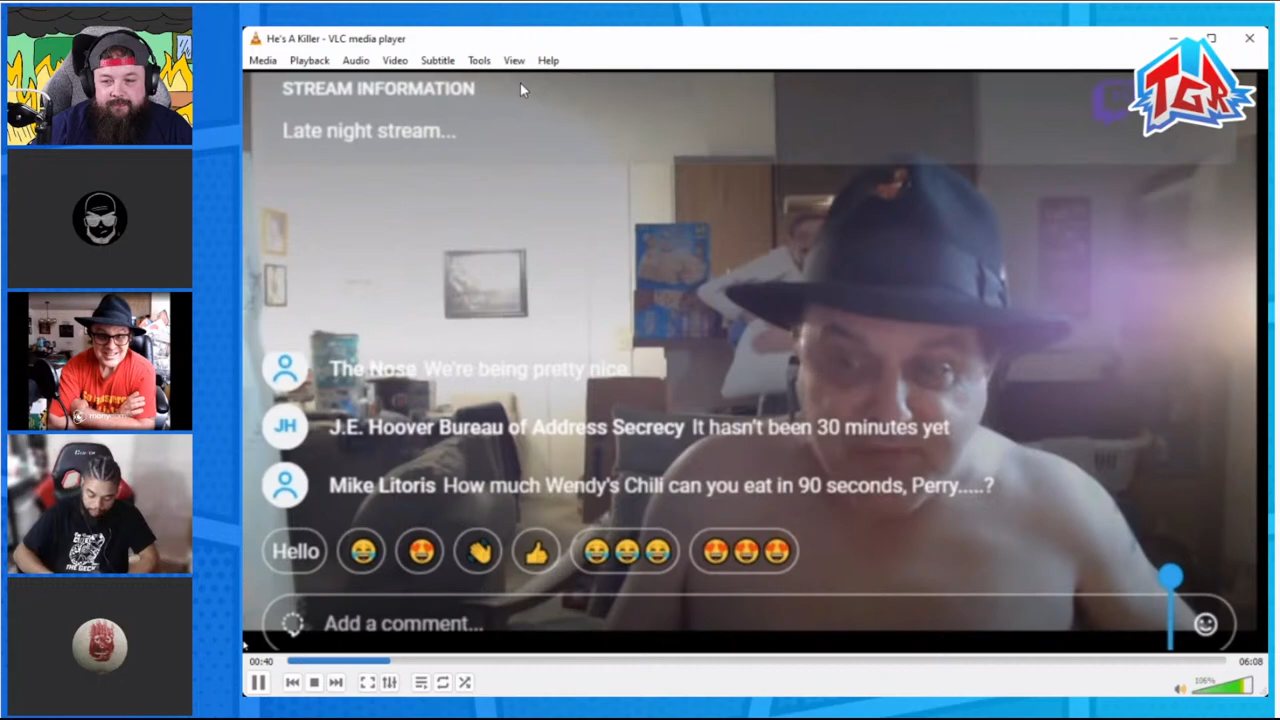 He's A Killer - VLC media player
Media Playback Audio Video Subtitle Tools View Help
TGR
STREAM INFORMATION
Late night stream...
The Nose We're being pretty nice
JH J.E. Hoover Bureau of Address Secrecy It hasn't been 30 minutes yet
Mike Litoris How much Wendy's Chili can you eat in 90 seconds, Perry.....?
Hello
Add a comment...
00:40
06:08
106%